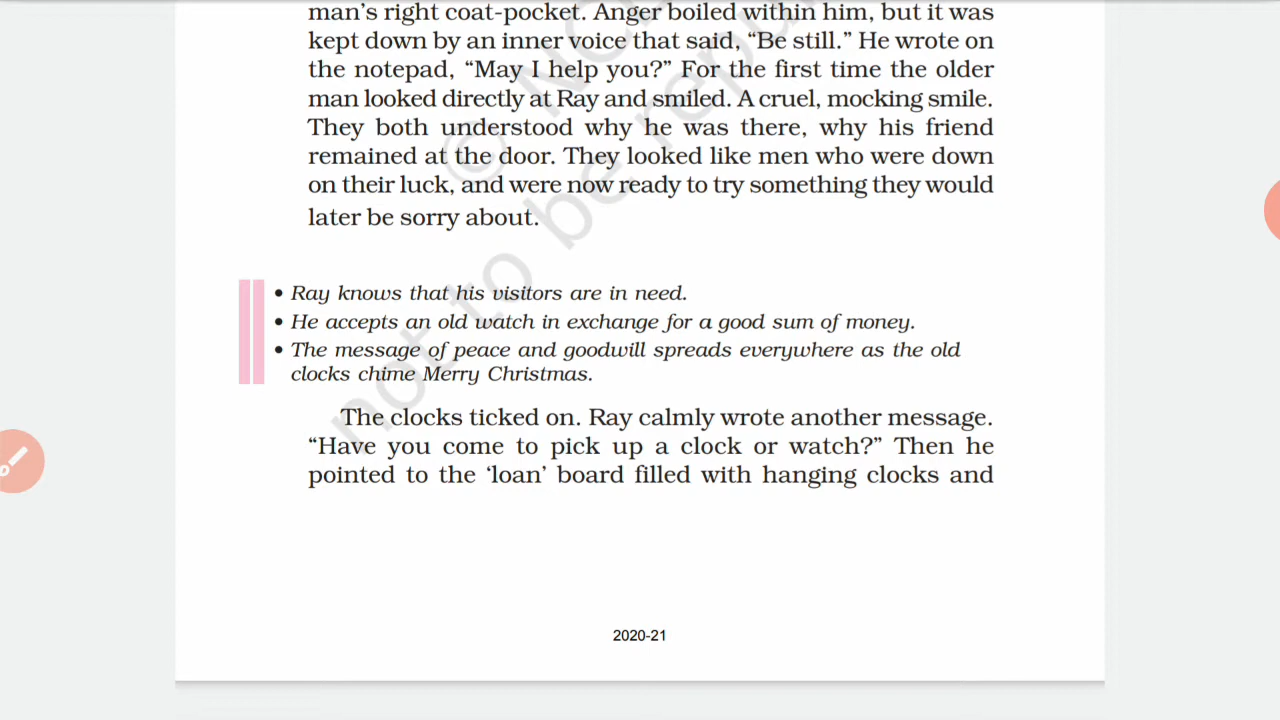 man's right coat-pocket. Anger boiled within him, but it was
kept down by an inner voice that said, “Be still.” He wrote on
the notepad, “May I help you?” For the first time the older
man looked directly at Ray and smiled. A cruel, mocking smile.
They both understood why he was there, why his friend
remained at the door. They looked like men who were down
on their luck, and were now ready to try something they would
later be sorry about.
• Ray knows that his visitors are in need.
• He accepts an old watch in exchange for a good sum of money.
• The message of peace and goodwill spreads everywhere as the old
clocks chime Merry Christmas.
The clocks ticked on. Ray calmly wrote another message.
“Have you come to pick up a clock or watch?” Then he
pointed to the ‘loan’ board filled with hanging clocks and
2020-21
not to be